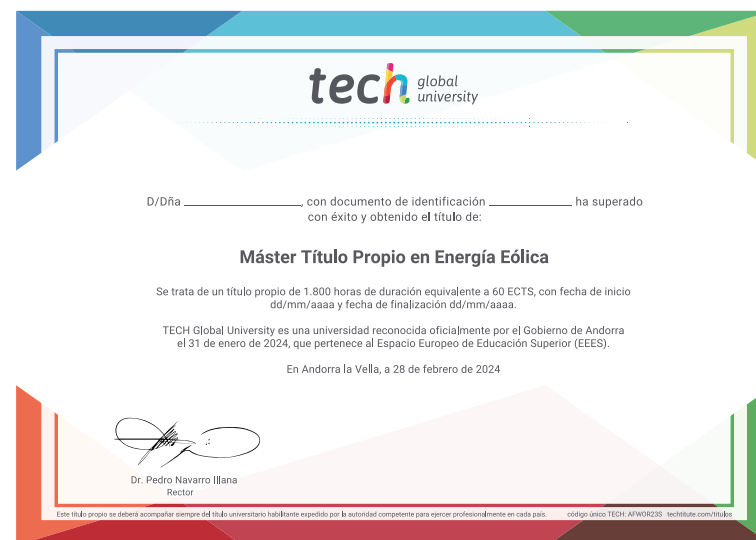 tech global university
D/Dña ____________________, con documento de identificación ______________ ha superado
con éxito y obtenido el título de:
Máster Título Propio en Energía Eólica
Se trata de un título propio de 1.800 horas de duración equivalente a 60 ECTS, con fecha de inicio
dd/mm/aaaa y fecha de finalización dd/mm/aaaa.
TECH Global University es una universidad reconocida oficialmente por el Gobierno de Andorra
el 31 de enero de 2024, que pertenece al Espacio Europeo de Educación Superior (EEES).
En Andorra la Vella, a 28 de febrero de 2024
Dr. Pedro Navarro Illana
Rector
Este título propio se deberá acompañar siempre del título universitario habilitante expedido por la autoridad competente para ejercer profesionalmente en cada país. código único TECH: AFWOR23S techtitute.com/titulos